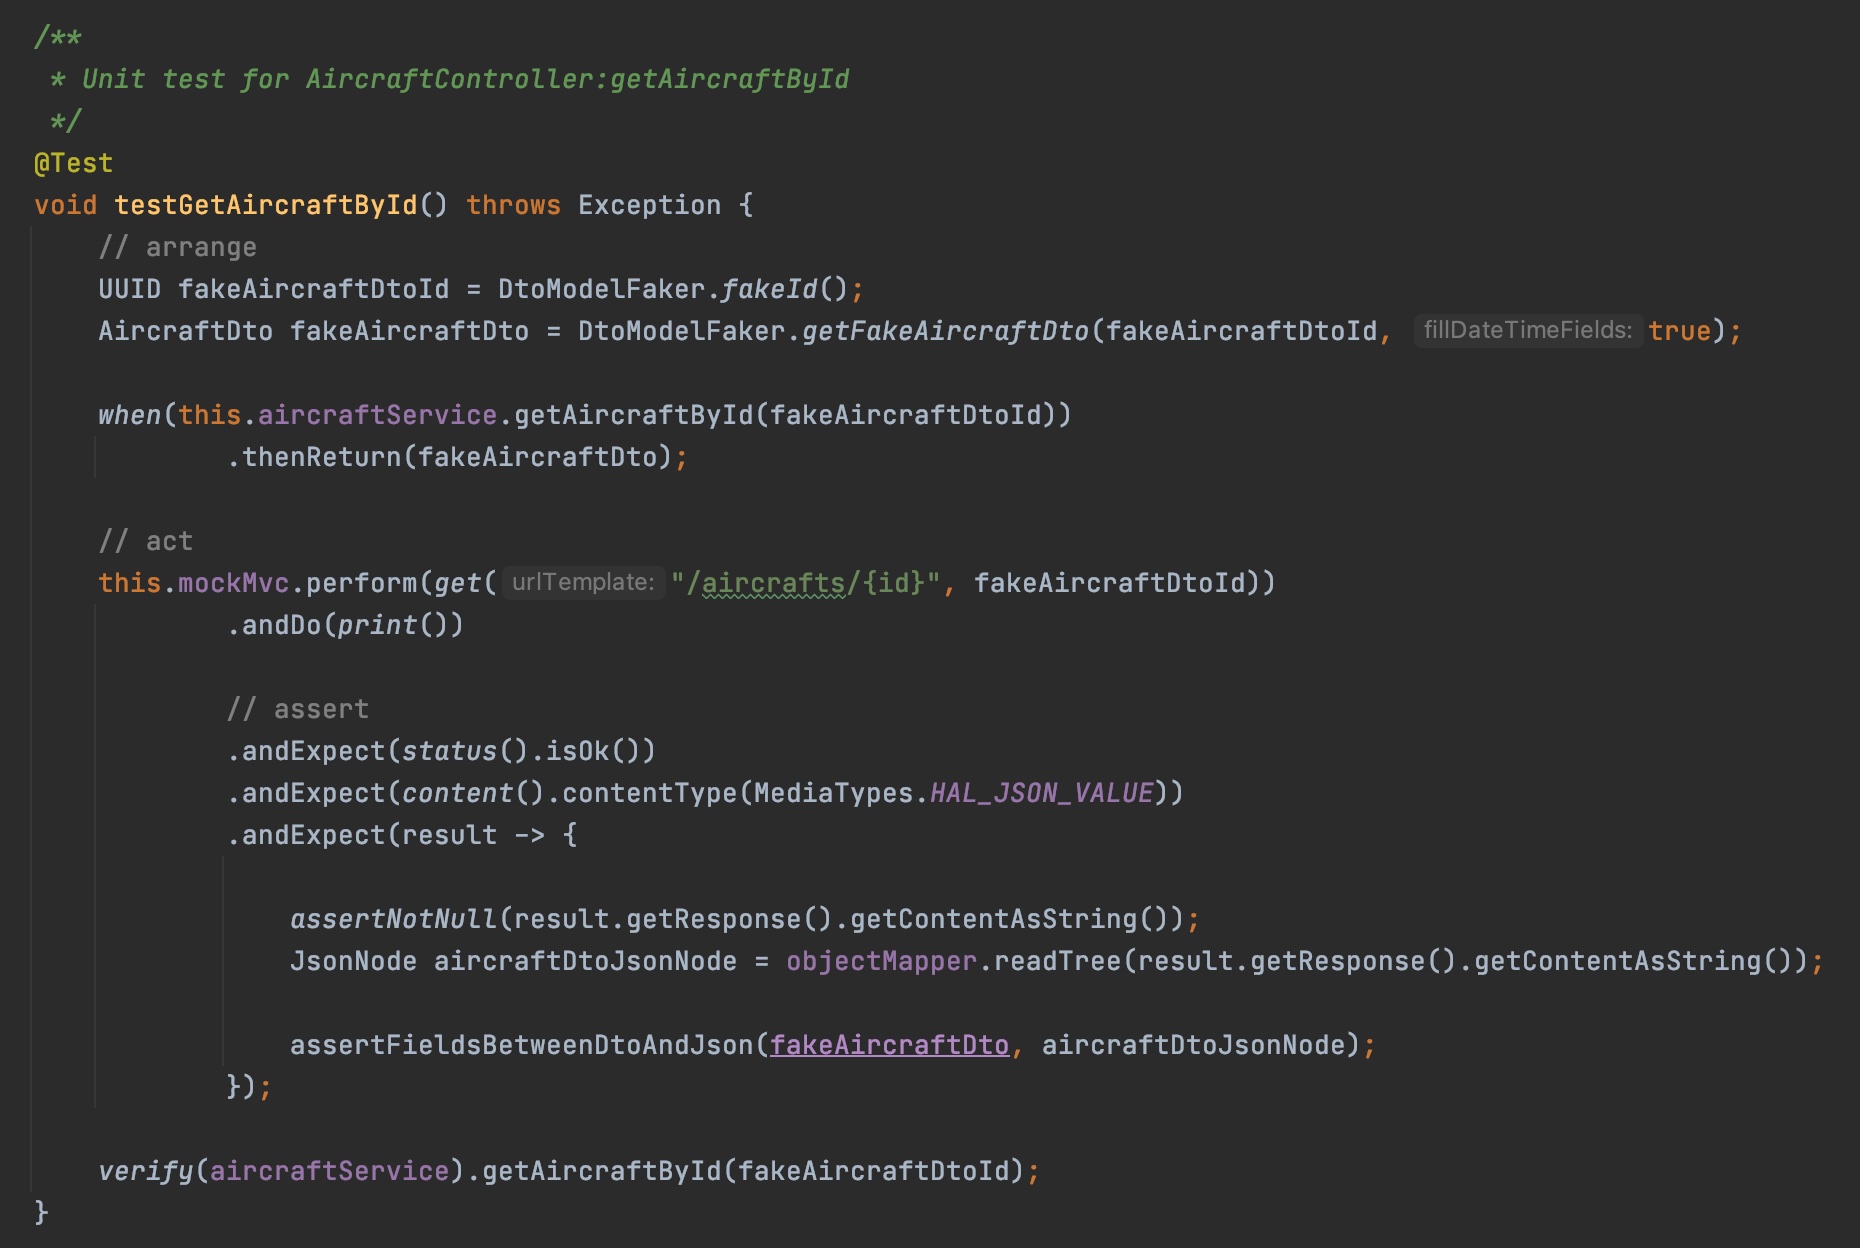 /**
 * Unit test for AircraftController:getAircraftById
 */
@Test
void testGetAircraftById() throws Exception {
    // arrange
    UUID fakeAircraftDtoId = DtoModelFaker.fakeId();
    AircraftDto fakeAircraftDto = DtoModelFaker.getFakeAircraftDto(fakeAircraftDtoId, fillDateTimeFields: true);

    when(this.aircraftService.getAircraftById(fakeAircraftDtoId))
            .thenReturn(fakeAircraftDto);

    // act
    this.mockMvc.perform(get( urlTemplate: "/aircrafts/{id}", fakeAircraftDtoId))
            .andDo(print())

            // assert
            .andExpect(status().isOk())
            .andExpect(content().contentType(MediaTypes.HAL_JSON_VALUE))
            .andExpect(result -> {

                assertNotNull(result.getResponse().getContentAsString());
                JsonNode aircraftDtoJsonNode = objectMapper.readTree(result.getResponse().getContentAsString());

                assertFieldsBetweenDtoAndJson(fakeAircraftDto, aircraftDtoJsonNode);
            });

    verify(aircraftService).getAircraftById(fakeAircraftDtoId);
}